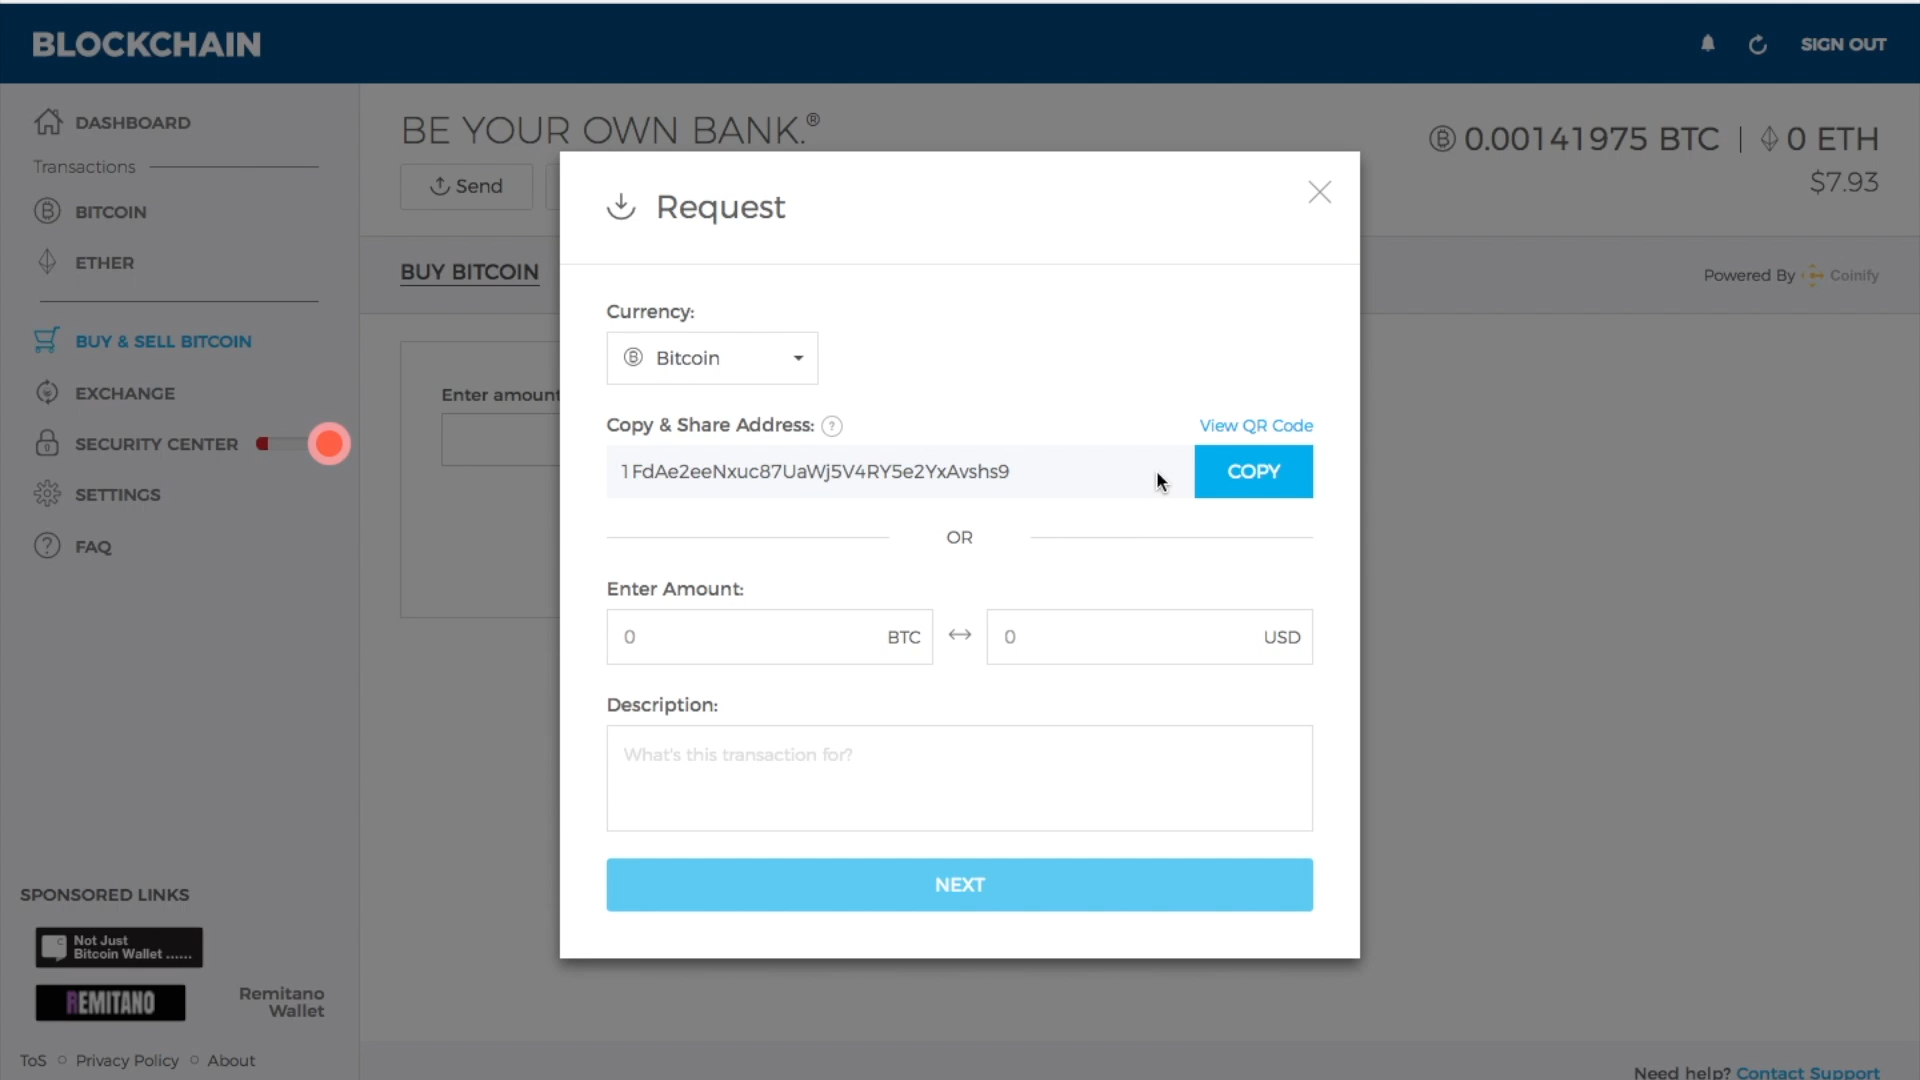 BLOCKCHAIN
SIGN OUT
DASHBOARD
Transactions
BITCOIN
ETHER
BUY & SELL BITCOIN
EXCHANGE
SECURITY CENTER
SETTINGS
FAQ
SPONSORED LINKS
Not Just
Bitcoin Wallet ......
REMITANO
Remitano
Wallet
ToS
Privacy Policy
About
BE YOUR OWN BANK.®
0.00141975 BTC | 0 ETH
$7.93
Send
BUY BITCOIN
Powered By Coinify
Enter amount
Request
Currency:
Bitcoin
Copy & Share Address: ?
View QR Code
1FdAe2eeNxuc87UaWj5V4RY5e2YxAvshs9
COPY
OR
Enter Amount:
0 BTC
0 USD
Description:
What's this transaction for?
NEXT
Need help? Contact Support